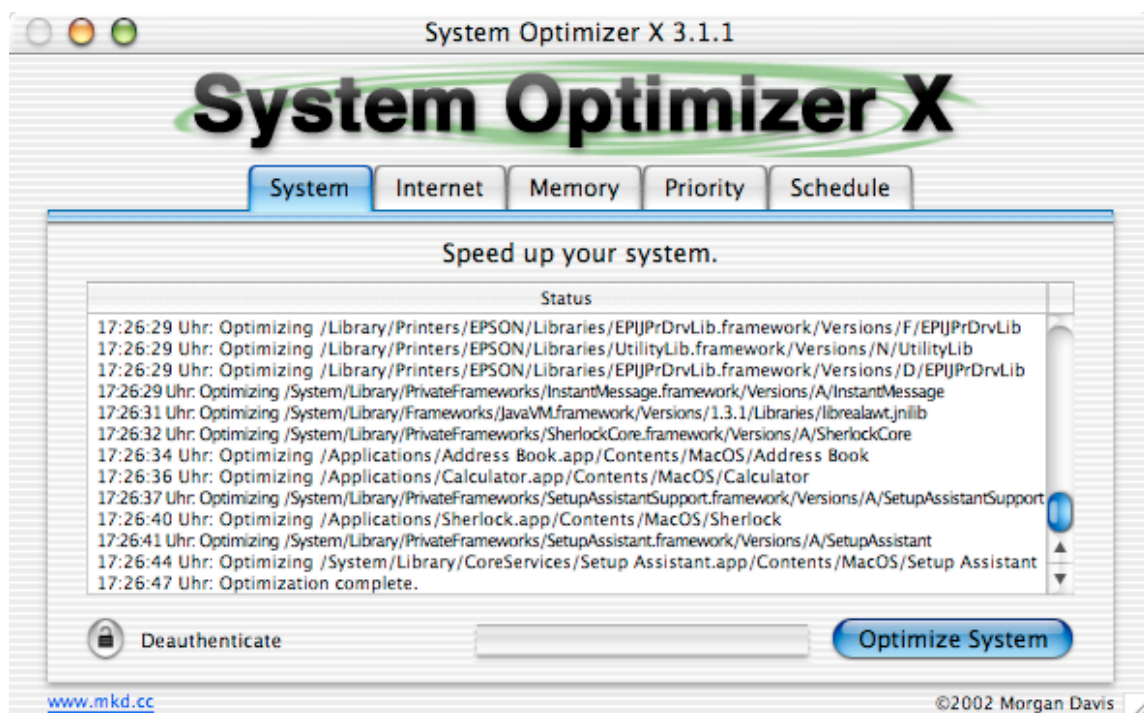 System Optimizer X 3.1.1
System Optimizer X
System Internet Memory Priority Schedule
Speed up your system.
Status
17:26:29 Uhr: Optimizing /Library/Printers/EPSON/Libraries/EPIJPrDrvLib.framework/Versions/F/EPIJPrDrvLib
17:26:29 Uhr: Optimizing /Library/Printers/EPSON/Libraries/UtilityLib.framework/Versions/N/UtilityLib
17:26:29 Uhr: Optimizing /Library/Printers/EPSON/Libraries/EPIJPrDrvLib.framework/Versions/D/EPIJPrDrvLib
17:26:29 Uhr: Optimizing /System/Library/PrivateFrameworks/InstantMessage.framework/Versions/A/InstantMessage
17:26:31 Uhr: Optimizing /System/Library/Frameworks/JavaVM.framework/Versions/1.3.1/Libraries/librealawt.jnilib
17:26:32 Uhr: Optimizing /System/Library/PrivateFrameworks/SherlockCore.framework/Versions/A/SherlockCore
17:26:34 Uhr: Optimizing /Applications/Address Book.app/Contents/MacOS/Address Book
17:26:36 Uhr: Optimizing /Applications/Calculator.app/Contents/MacOS/Calculator
17:26:37 Uhr: Optimizing /System/Library/PrivateFrameworks/SetupAssistantSupport.framework/Versions/A/SetupAssistantSupport
17:26:40 Uhr: Optimizing /Applications/Sherlock.app/Contents/MacOS/Sherlock
17:26:41 Uhr: Optimizing /System/Library/PrivateFrameworks/SetupAssistant.framework/Versions/A/SetupAssistant
17:26:44 Uhr: Optimizing /System/Library/CoreServices/Setup Assistant.app/Contents/MacOS/Setup Assistant
17:26:47 Uhr: Optimization complete.
Deauthenticate Optimize System
www.mkd.cc ©2002 Morgan Davis